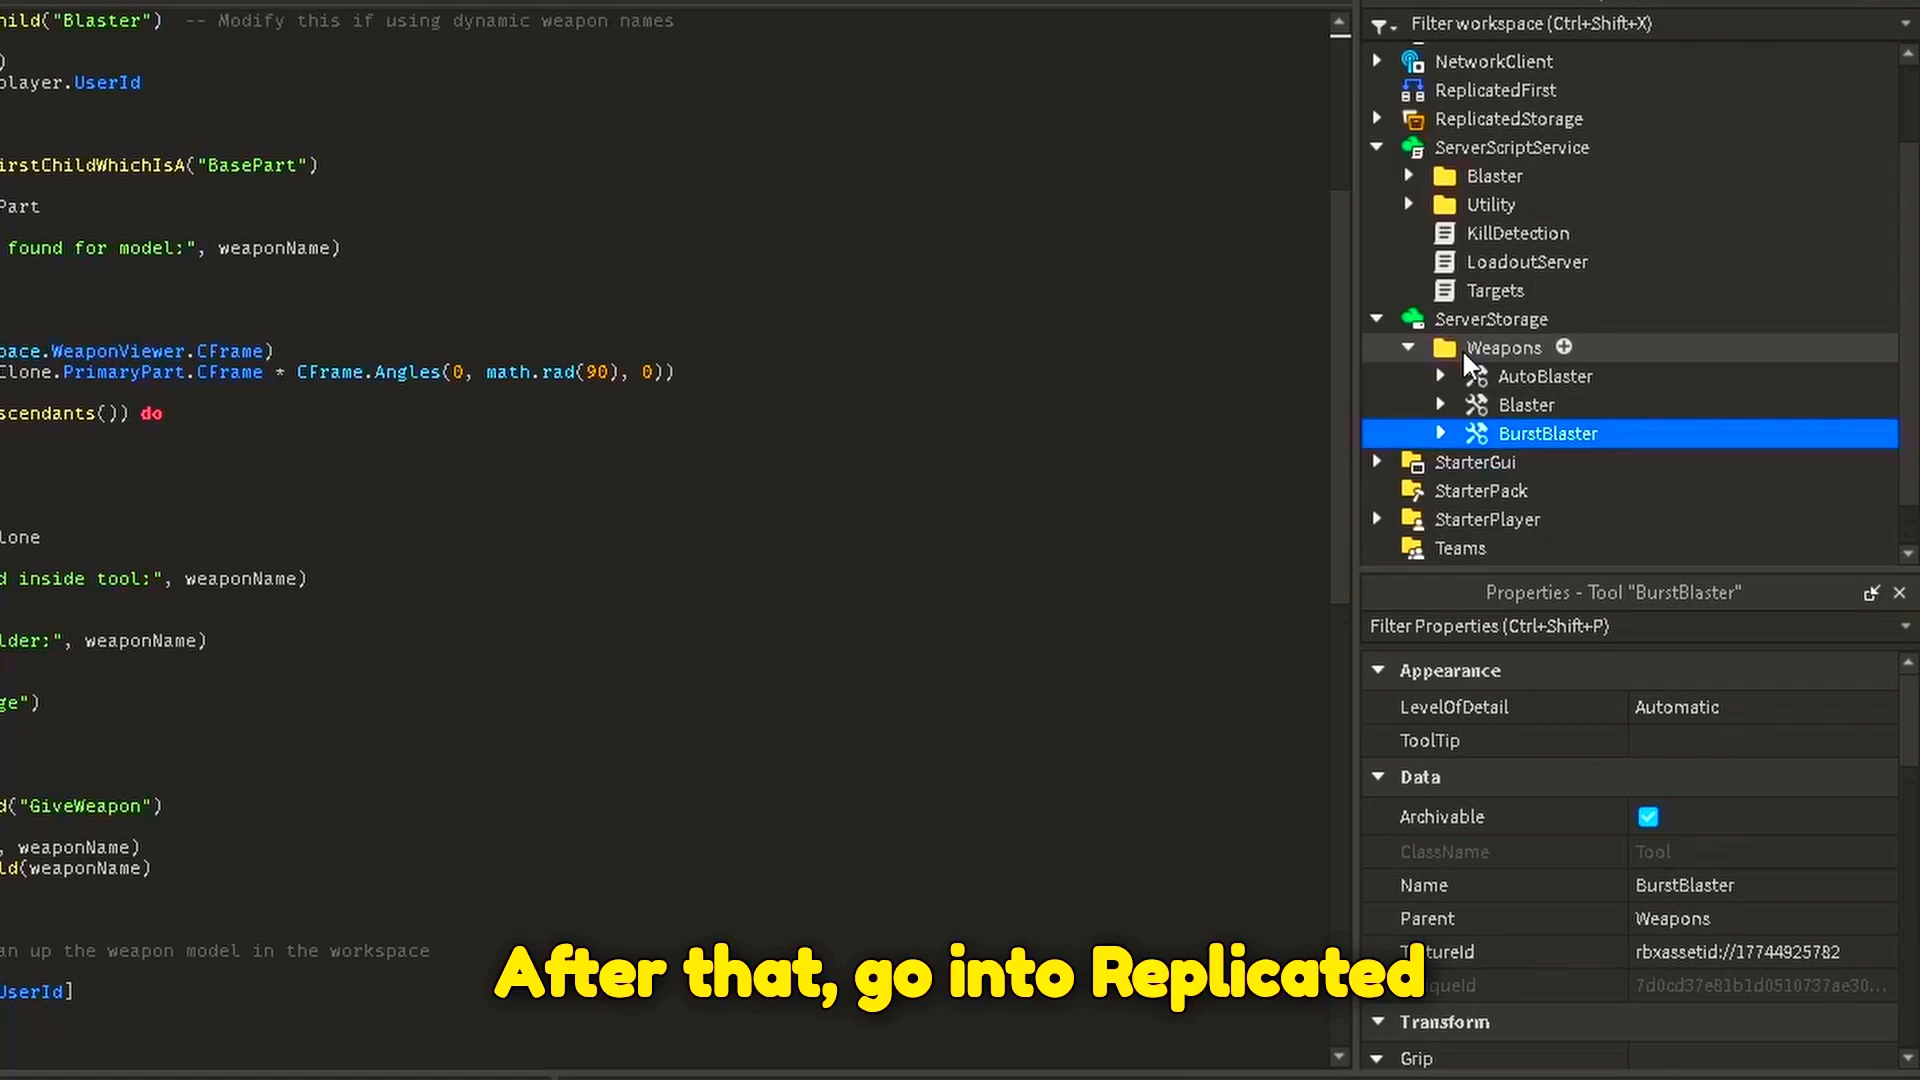 hild("Blaster")  -- Modify this if using dynamic weapon names
)
player.UserId
irstChildWhichIsA("BasePart")
Part
found for model:", weaponName)
pace.WeaponViewer.CFrame)
Clone.PrimaryPart.CFrame * CFrame.Angles(0, math.rad(90), 0))
scendants()) do
lone
d inside tool:", weaponName)
lder:", weaponName)
ge")
d("GiveWeapon")
, weaponName)
ld(weaponName)
an up the weapon model in the workspace
UserId]
Filter workspace (Ctrl+Shift+X)
NetworkClient
ReplicatedFirst
ReplicatedStorage
ServerScriptService
Blaster
Utility
KillDetection
LoadoutServer
Targets
ServerStorage
Weapons
AutoBlaster
Blaster
BurstBlaster
StarterGui
StarterPack
StarterPlayer
Teams
Properties - Tool "BurstBlaster"
Filter Properties (Ctrl+Shift+P)
Appearance
LevelOfDetail Automatic
ToolTip
Data
Archivable
ClassName Tool
Name BurstBlaster
Parent Weapons
TextureId rbxassetid://17744925782
queId 7d0cd37e81b1d0510737ae30...
Transform
Grip
After that, go into Replicated